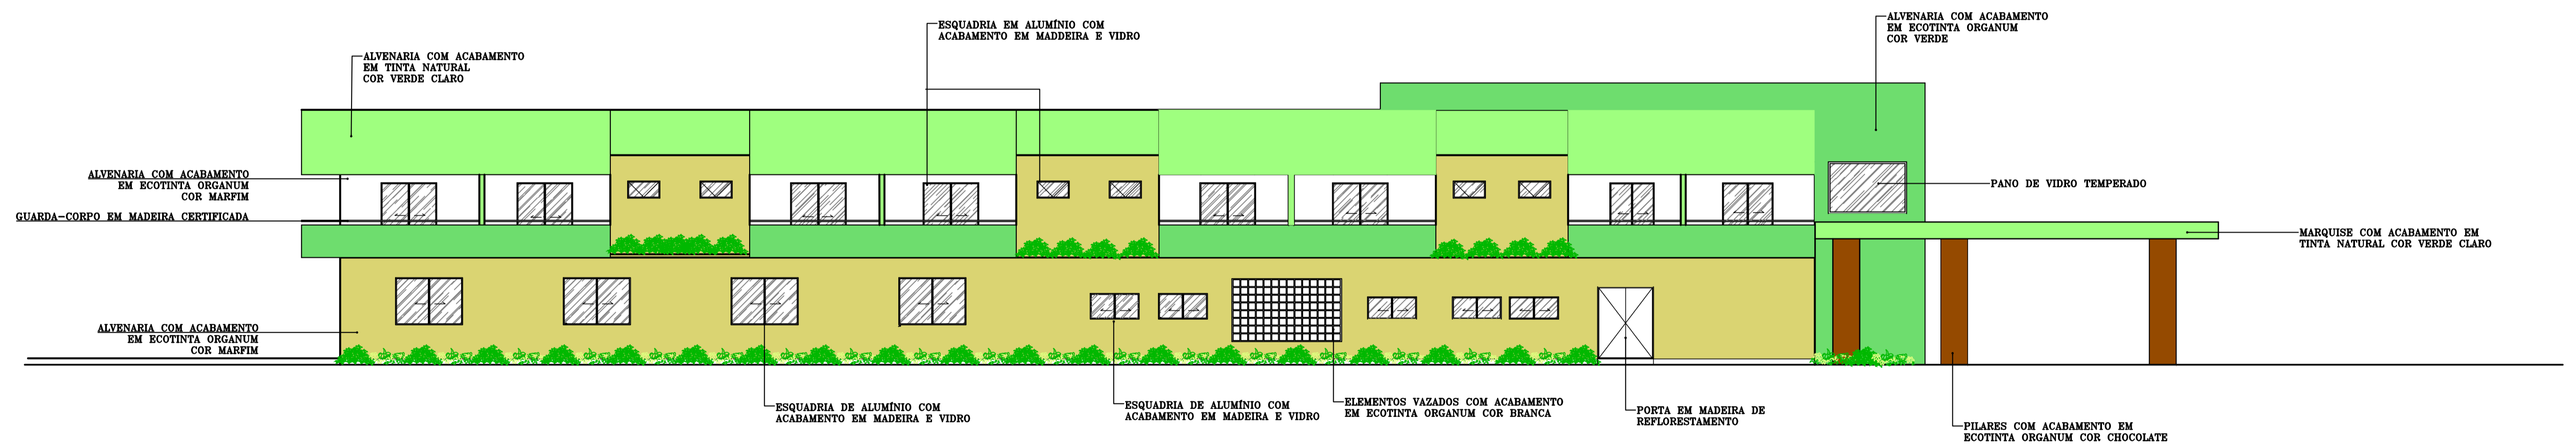 ESQUADRIA EM ALUMÍNIO COM
ACABAMENTO EM MADDEIRA E VIDRO
ALVENARIA COM ACABAMENTO
EM ECOTINTA ORGANUM
COR VERDE
ALVENARIA COM ACABAMENTO
EM TINTA NATURAL
COR VERDE CLARO
ALVENARIA COM ACABAMENTO
EM ECOTINTA ORGANUM
COR MARFIM
GUARDA-CORPO EM MADEIRA CERTIFICADA
PANO DE VIDRO TEMPERADO
MARQUISE COM ACABAMENTO EM
TINTA NATURAL COR VERDE CLARO
ALVENARIA COM ACABAMENTO
EM ECOTINTA ORGANUM
COR MARFIM
ESQUADRIA DE ALUMÍNIO COM
ACABAMENTO EM MADEIRA E VIDRO
ESQUADRIA DE ALUMÍNIO COM
ACABAMENTO EM MADEIRA E VIDRO
ELEMENTOS VAZADOS COM ACABAMENTO
EM ECOTINTA ORGANUM COR BRANCA
PORTA EM MADEIRA DE
REFLORESTAMENTO
PILARES COM ACABAMENTO EM
ECOTINTA ORGANUM COR CHOCOLATE